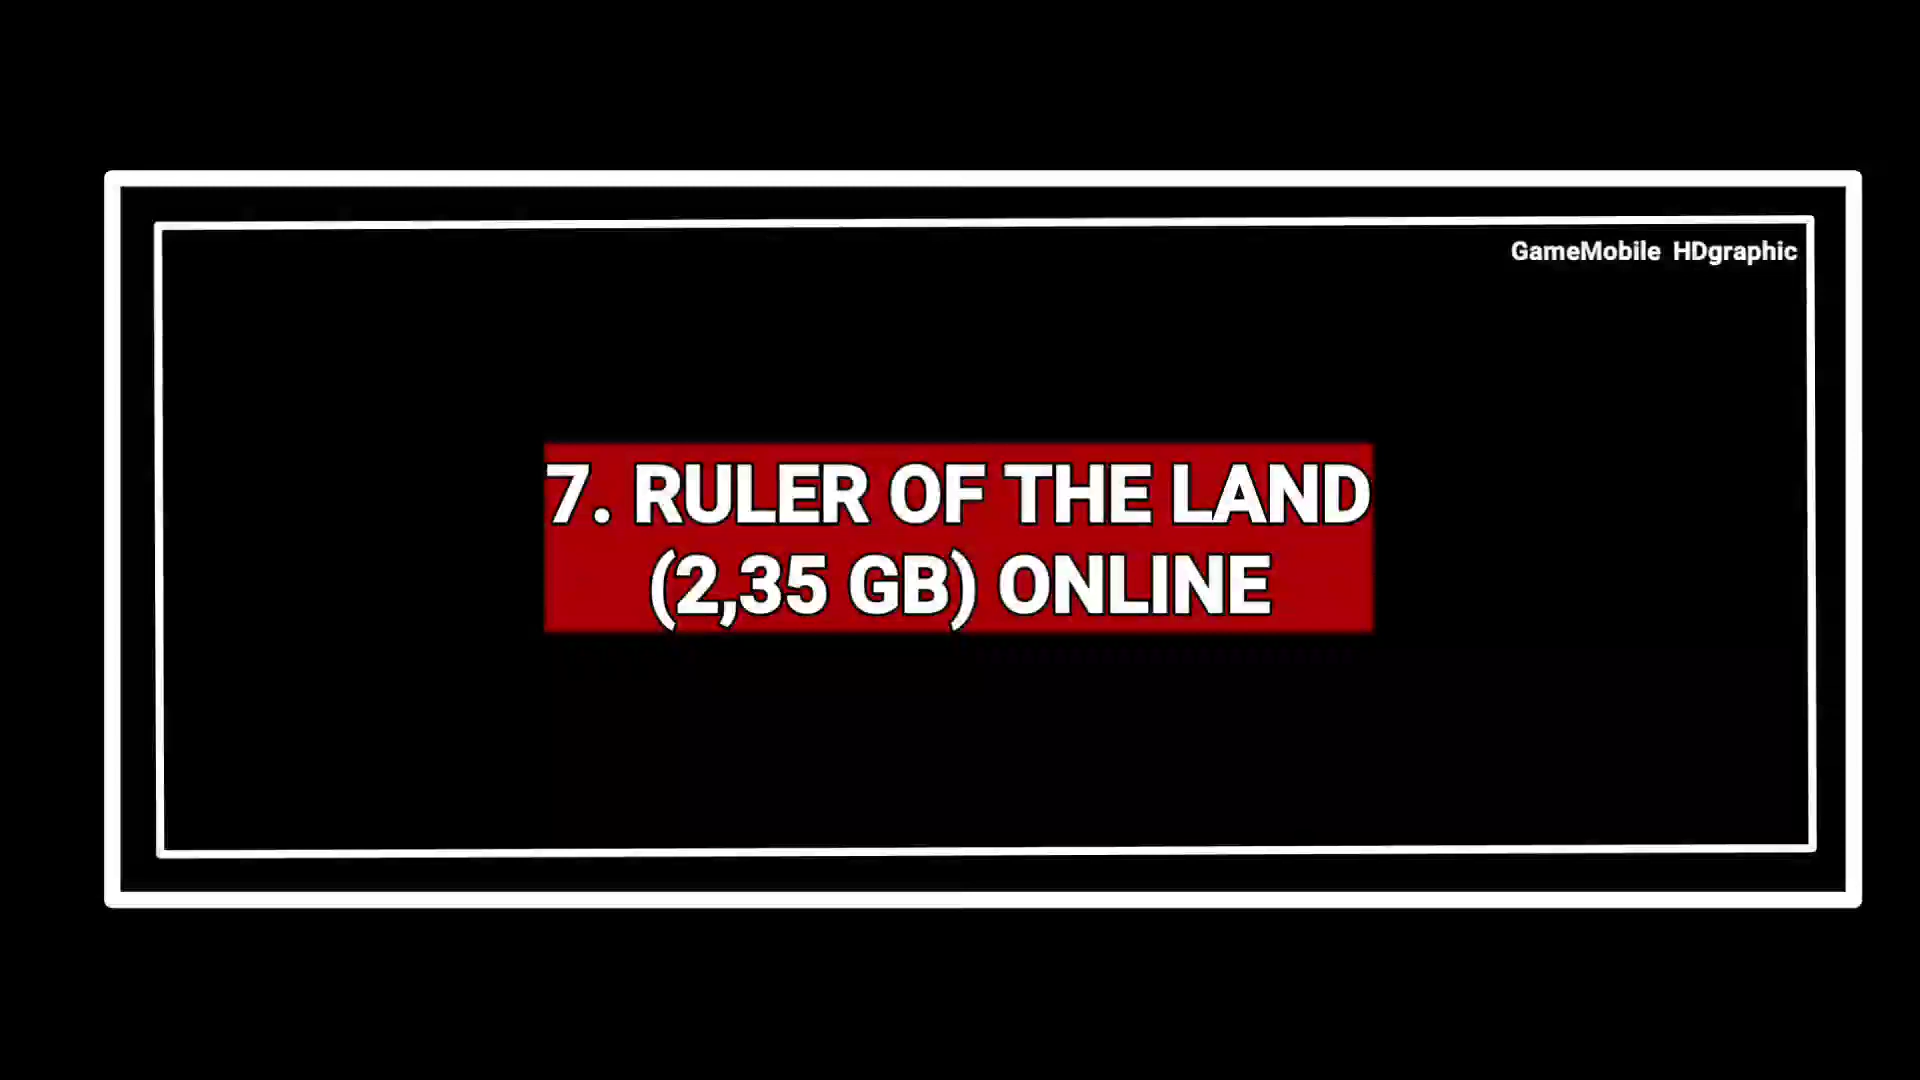 GameMobile HDgraphic
7. RULER OF THE LAND
(2,35 GB) ONLINE